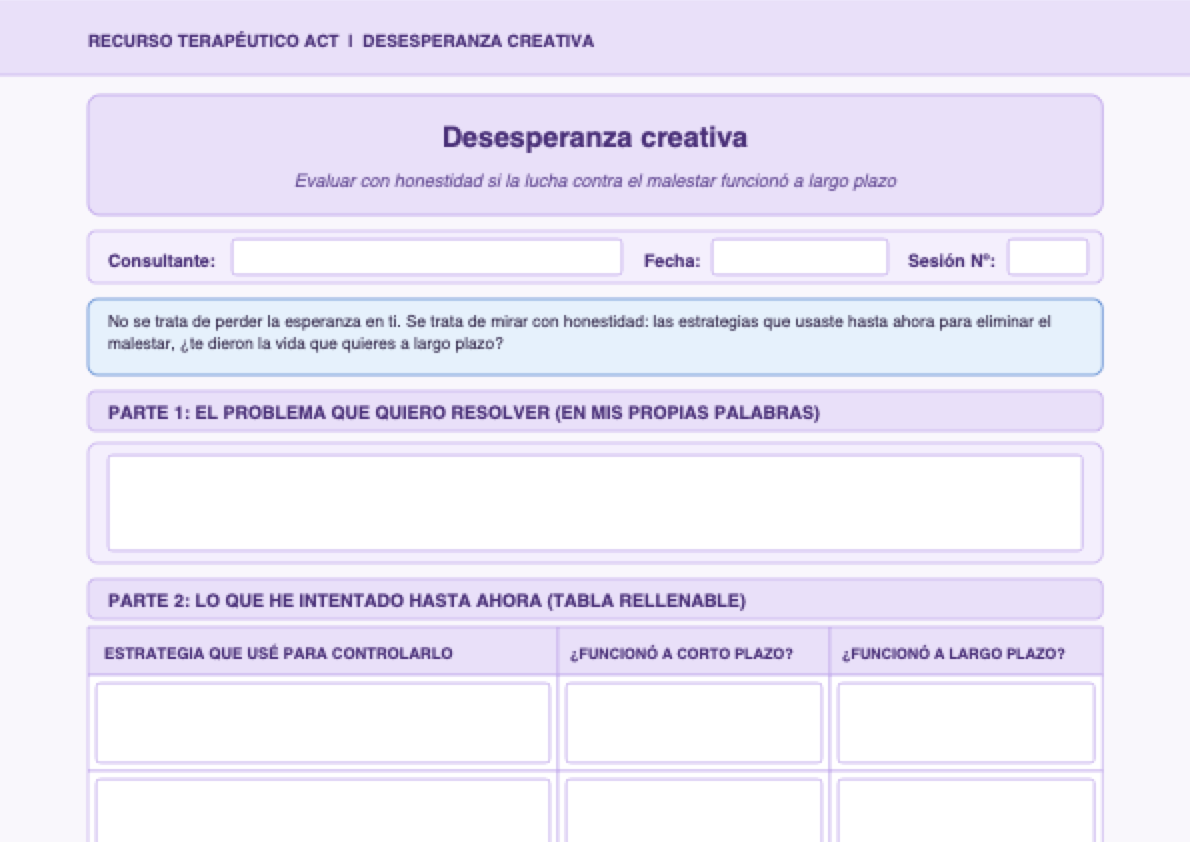 RECURSO TERAPÉUTICO ACT | DESESPERANZA CREATIVA
Desesperanza creativa
Evaluar con honestidad si la lucha contra el malestar funcionó a largo plazo
Consultante: Fecha: Sesión Nº:
No se trata de perder la esperanza en ti. Se trata de mirar con honestidad: las estrategias que usaste hasta ahora para eliminar el
malestar, ¿te dieron la vida que quieres a largo plazo?
PARTE 1: EL PROBLEMA QUE QUIERO RESOLVER (EN MIS PROPIAS PALABRAS)
PARTE 2: LO QUE HE INTENTADO HASTA AHORA (TABLA RELLENABLE)
ESTRATEGIA QUE USÉ PARA CONTROLARLO ¿FUNCIONÓ A CORTO PLAZO? ¿FUNCIONÓ A LARGO PLAZO?